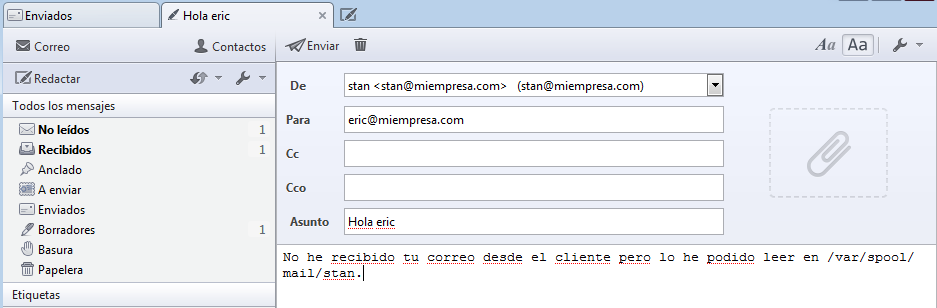 Enviados
Hola eric
Correo
Contactos
Enviar
Aa Aa
Redactar
Todos los mensajes
No leídos 1
Recibidos 1
Anclado
A enviar
Enviados
Borradores 1
Basura
Papelera
Etiquetas
De stan <stan@miempresa.com> (stan@miempresa.com)
Para eric@miempresa.com
Cc
Cco
Asunto Hola eric
No he recibido tu correo desde el cliente pero lo he podido leer en /var/spool/
mail/stan.